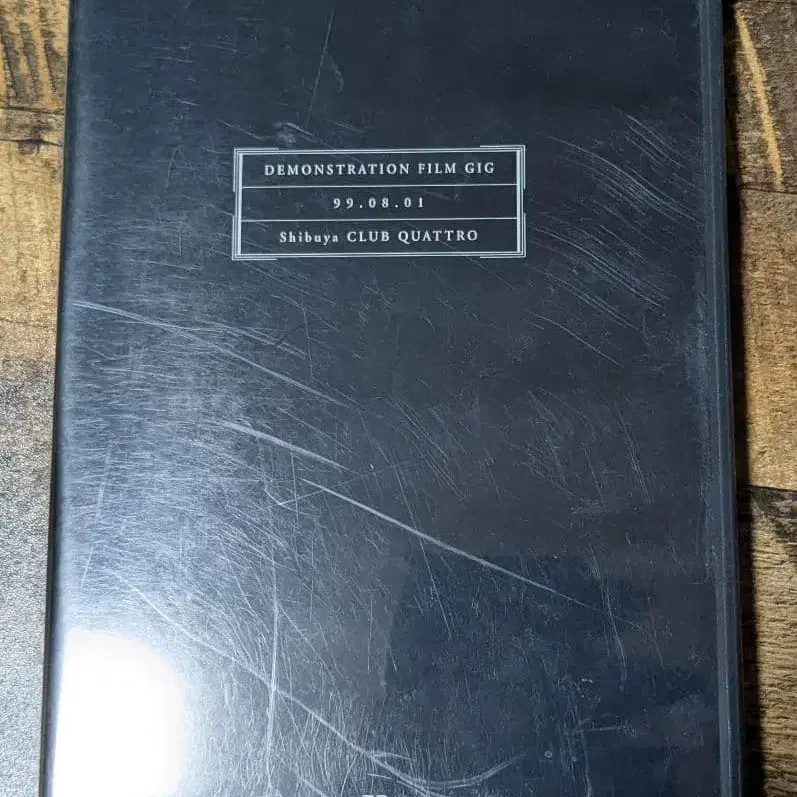 DEMONSTRATION FILM GIG
99.08.01
Shibuya CLUB QUATTRO